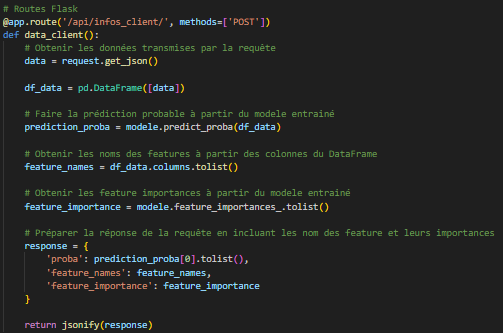 # Routes Flask
@app.route('/api/infos_client/', methods=['POST'])
def data_client():
    # Obtenir les données transmises par la requête
    data = request.get_json()

    df_data = pd.DataFrame([data])

    # Faire la prédiction probable à partir du modele entrainé
    prediction_proba = modele.predict_proba(df_data)

    # Obtenir les noms des features à partir des colonnes du DataFrame
    feature_names = df_data.columns.tolist()

    # Obtenir les feature importances à partir du modele entrainé
    feature_importance = modele.feature_importances_.tolist()

    # Préparer la réponse de la requête en incluant les nom des feature et leurs importances
    response = {
        'proba': prediction_proba[0].tolist(),
        'feature_names': feature_names,
        'feature_importance': feature_importance
    }

    return jsonify(response)